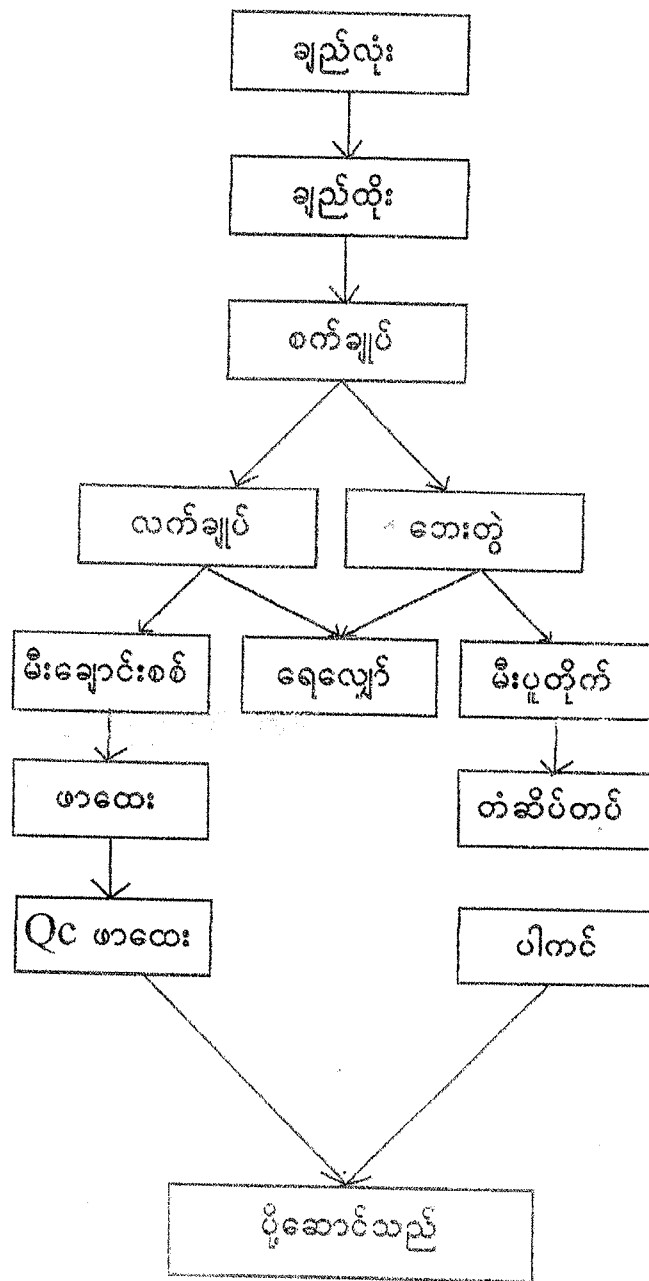 ချည်လုံး
ချည်ထိုး
စက်ချုပ်
လက်ချုပ်
ဘေးတွဲ
မီးချောင်းစစ်
ရေလျှော်
မီးပူတိုက်
ဖာထေး
တံဆိပ်တပ်
Qc ဖာထေး
ပါကင်
ပို့ဆောင်သည်